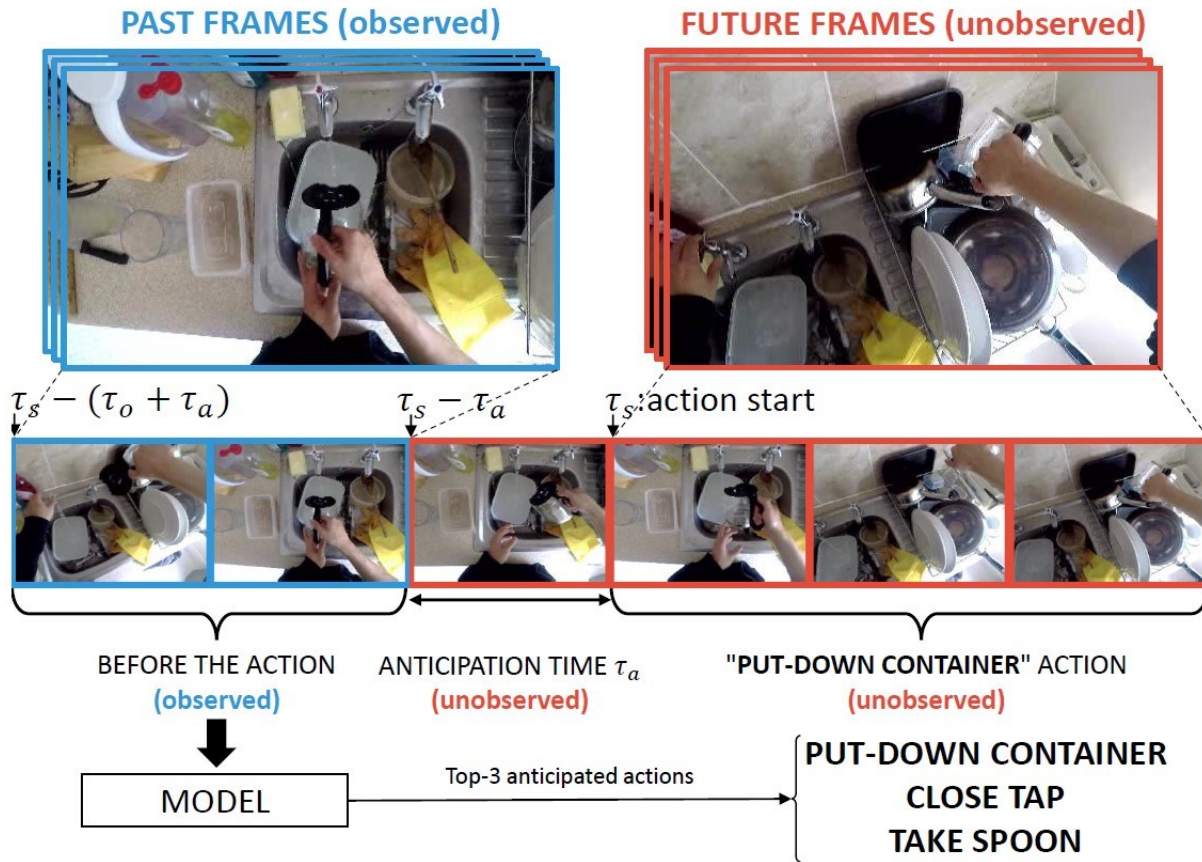 PAST FRAMES (observed)
FUTURE FRAMES (unobserved)
τₛ − (τₒ + τₐ)
τₛ − τₐ
τₛ:action start
BEFORE THE ACTION
(observed)
ANTICIPATION TIME τₐ
(unobserved)
"PUT-DOWN CONTAINER" ACTION
(unobserved)
MODEL
Top-3 anticipated actions
PUT-DOWN CONTAINER
CLOSE TAP
TAKE SPOON